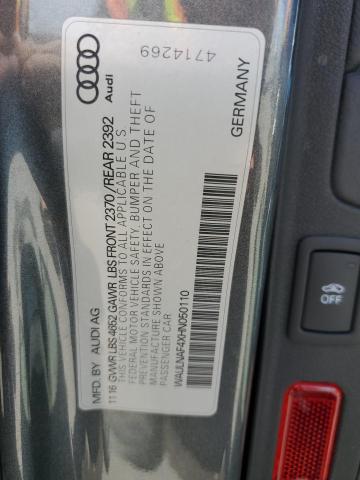 Audi
4714269
MFD. BY AUDI AG
11 16 GVWR LBS 4662 GAWR LBS FRONT 2370 / REAR 2392
THIS VEHICLE CONFORMS TO ALL APPLICABLE U S
FEDERAL MOTOR VEHICLE SAFETY, BUMPER AND THEFT
PREVENTION STANDARDS IN EFFECT ON THE DATE OF
MANUFACTURE SHOWN ABOVE.
PASSENGER CAR
WAULNAF4XHN050110
GERMANY
OFF